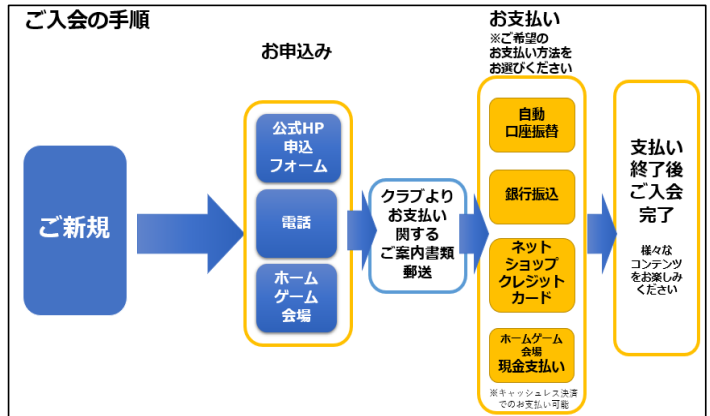 ご入会の手順
お申込み
お支払い
※ご希望の
お支払い方法を
お選びください
ご新規
公式HP
申込
フォーム
電話
ホーム
ゲーム
会場
クラブより
お支払い
関する
ご案内書類
郵送
自動
口座振替
銀行振込
ネット
ショップ
クレジット
カード
ホームゲーム
会場
現金支払い
※キャッシュレス決済
でのお支払い可能
支払い
終了後
ご入会
完了
様々な
コンテンツ
をお楽しみ
ください